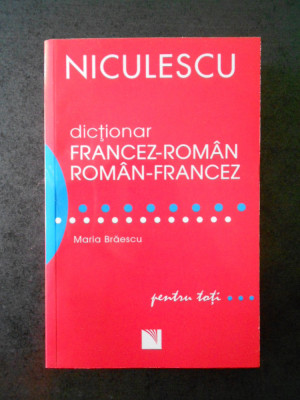 NICULESCU
dicționar
FRANCEZ-ROMÂN
ROMÂN-FRANCEZ
Maria Brăescu
pentru toți...